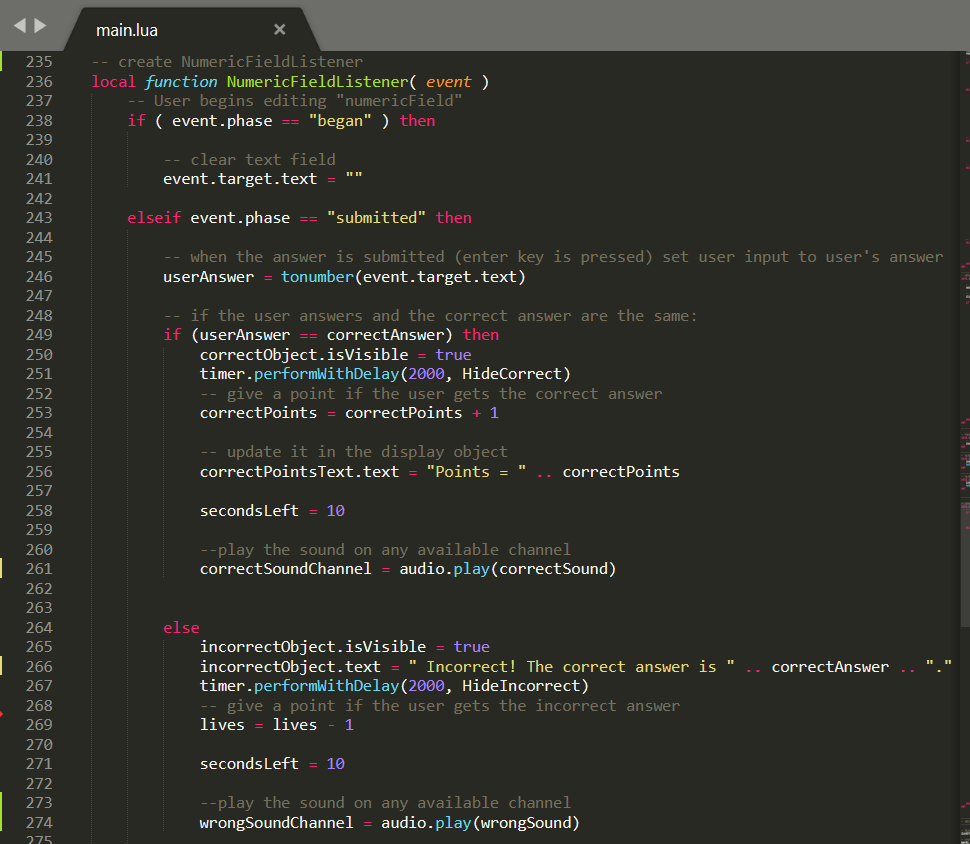 main.lua
235 -- create NumericFieldListener
236 local function NumericFieldListener( event )
237 -- User begins editing "numericField"
238 if ( event.phase == "began" ) then
239
240 -- clear text field
241 event.target.text = ""
242
243 elseif event.phase == "submitted" then
244
245 -- when the answer is submitted (enter key is pressed) set user input to user's answer
246 userAnswer = tonumber(event.target.text)
247
248 -- if the user answers and the correct answer are the same:
249 if (userAnswer == correctAnswer) then
250 correctObject.isVisible = true
251 timer.performWithDelay(2000, HideCorrect)
252 -- give a point if the user gets the correct answer
253 correctPoints = correctPoints + 1
254
255 -- update it in the display object
256 correctPointsText.text = "Points = " .. correctPoints
257
258 secondsLeft = 10
259
260 --play the sound on any available channel
261 correctSoundChannel = audio.play(correctSound)
262
263
264 else
265 incorrectObject.isVisible = true
266 incorrectObject.text = " Incorrect! The correct answer is " .. correctAnswer .. "."
267 timer.performWithDelay(2000, HideIncorrect)
268 -- give a point if the user gets the incorrect answer
269 lives = lives - 1
270
271 secondsLeft = 10
272
273 --play the sound on any available channel
274 wrongSoundChannel = audio.play(wrongSound)
275